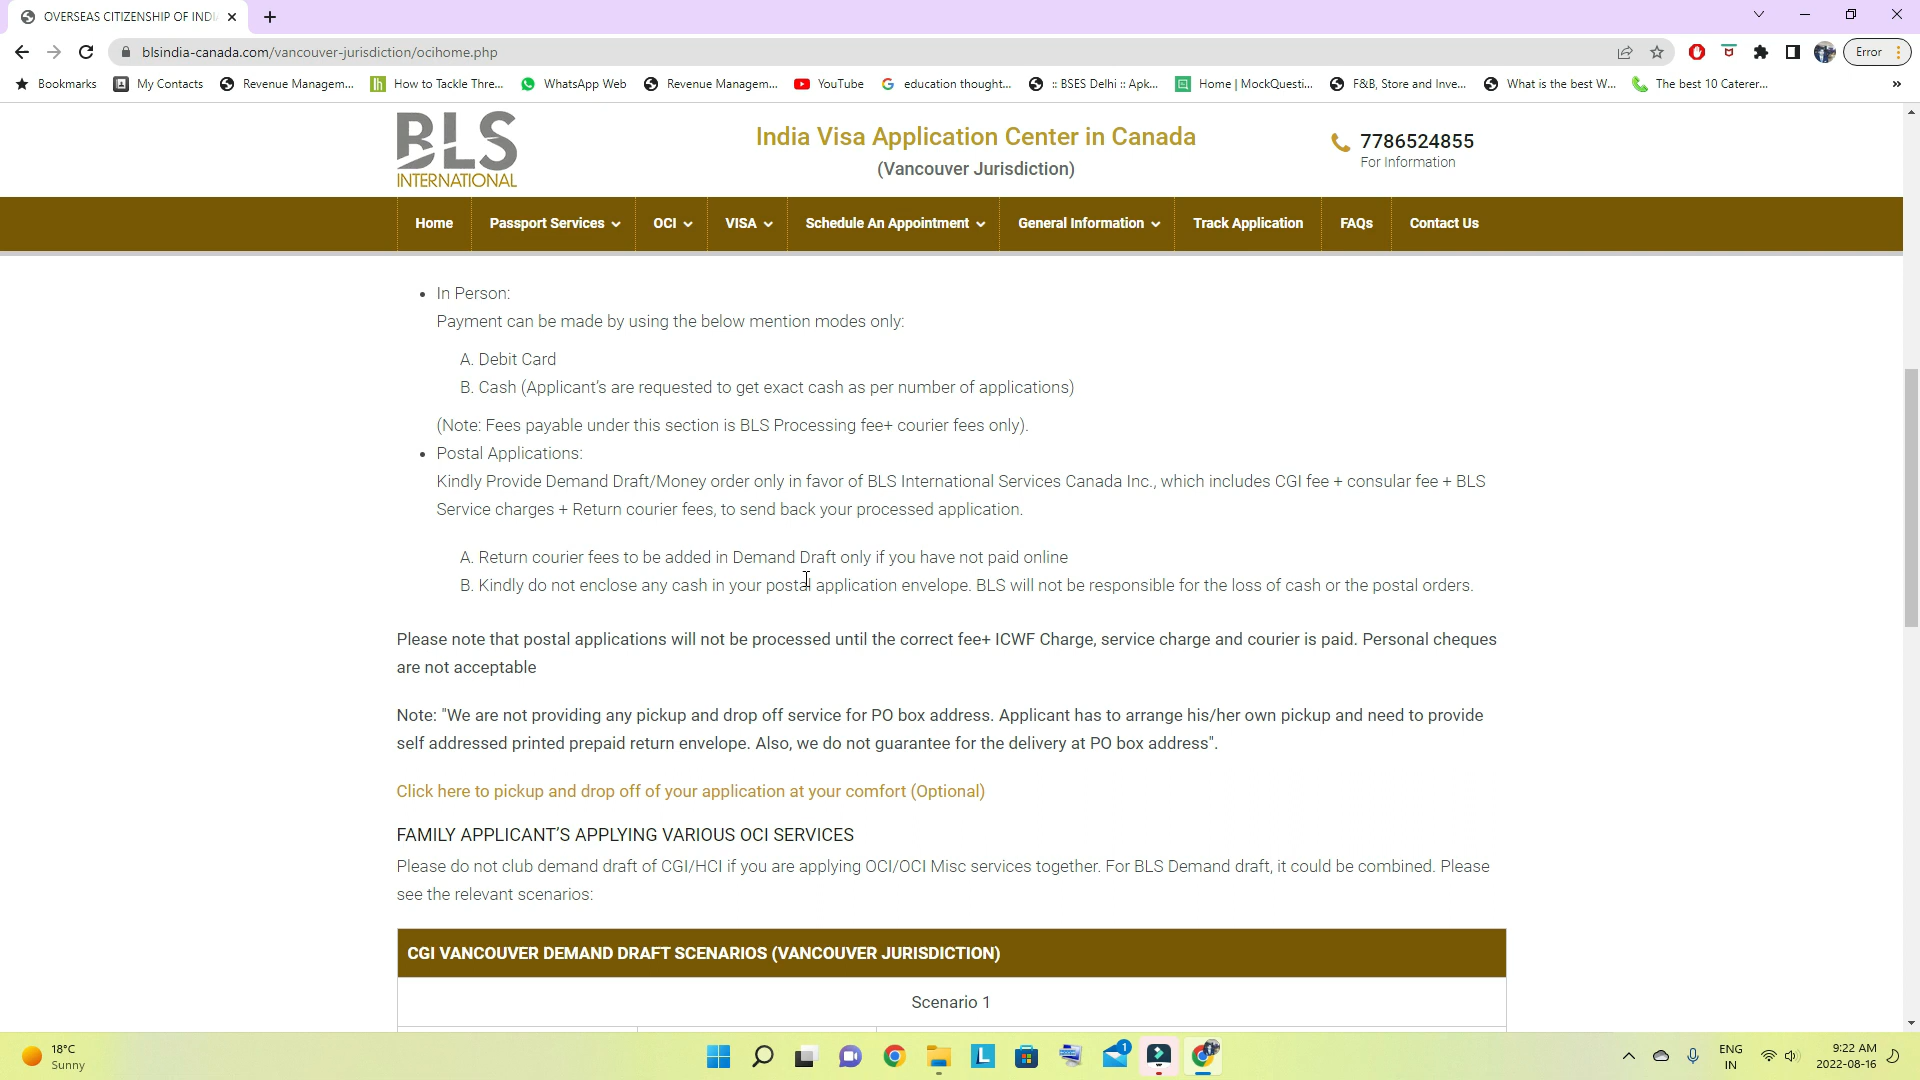 OVERSEAS CITIZENSHIP OF INDI
blsindia-canada.com/vancouver-jurisdiction/ocihome.php
Error
Bookmarks
My Contacts
Revenue Managem...
How to Tackle Thre...
WhatsApp Web
Revenue Managem...
YouTube
education thought...
:: BSES Delhi :: Apk...
Home | MockQuesti...
F&B, Store and Inve...
What is the best W...
The best 10 Caterer...
»
BLS
INTERNATIONAL
India Visa Application Center in Canada
(Vancouver Jurisdiction)
7786524855
For Information
Home
Passport Services
OCI
VISA
Schedule An Appointment
General Information
Track Application
FAQs
Contact Us
• In Person:
Payment can be made by using the below mention modes only:
A. Debit Card
B. Cash (Applicant's are requested to get exact cash as per number of applications)
(Note: Fees payable under this section is BLS Processing fee+ courier fees only).
• Postal Applications:
Kindly Provide Demand Draft/Money order only in favor of BLS International Services Canada Inc., which includes CGI fee + consular fee + BLS
Service charges + Return courier fees, to send back your processed application.
A. Return courier fees to be added in Demand Draft only if you have not paid online
B. Kindly do not enclose any cash in your postal application envelope. BLS will not be responsible for the loss of cash or the postal orders.
Please note that postal applications will not be processed until the correct fee+ ICWF Charge, service charge and courier is paid. Personal cheques
are not acceptable
Note: "We are not providing any pickup and drop off service for PO box address. Applicant has to arrange his/her own pickup and need to provide
self addressed printed prepaid return envelope. Also, we do not guarantee for the delivery at PO box address".
Click here to pickup and drop off of your application at your comfort (Optional)
FAMILY APPLICANT'S APPLYING VARIOUS OCI SERVICES
Please do not club demand draft of CGI/HCI if you are applying OCI/OCI Misc services together. For BLS Demand draft, it could be combined. Please
see the relevant scenarios:
CGI VANCOUVER DEMAND DRAFT SCENARIOS (VANCOUVER JURISDICTION)
Scenario 1
18°C
Sunny
L
1
ENG
IN
9:22 AM
2022-08-16